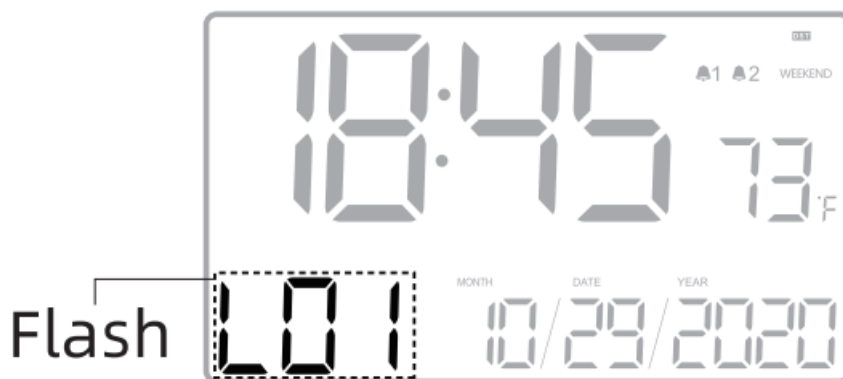 DST
18:45
1 2 WEEKEND
73 °F
MONTH DATE YEAR
L01 10/29/2020
Flash